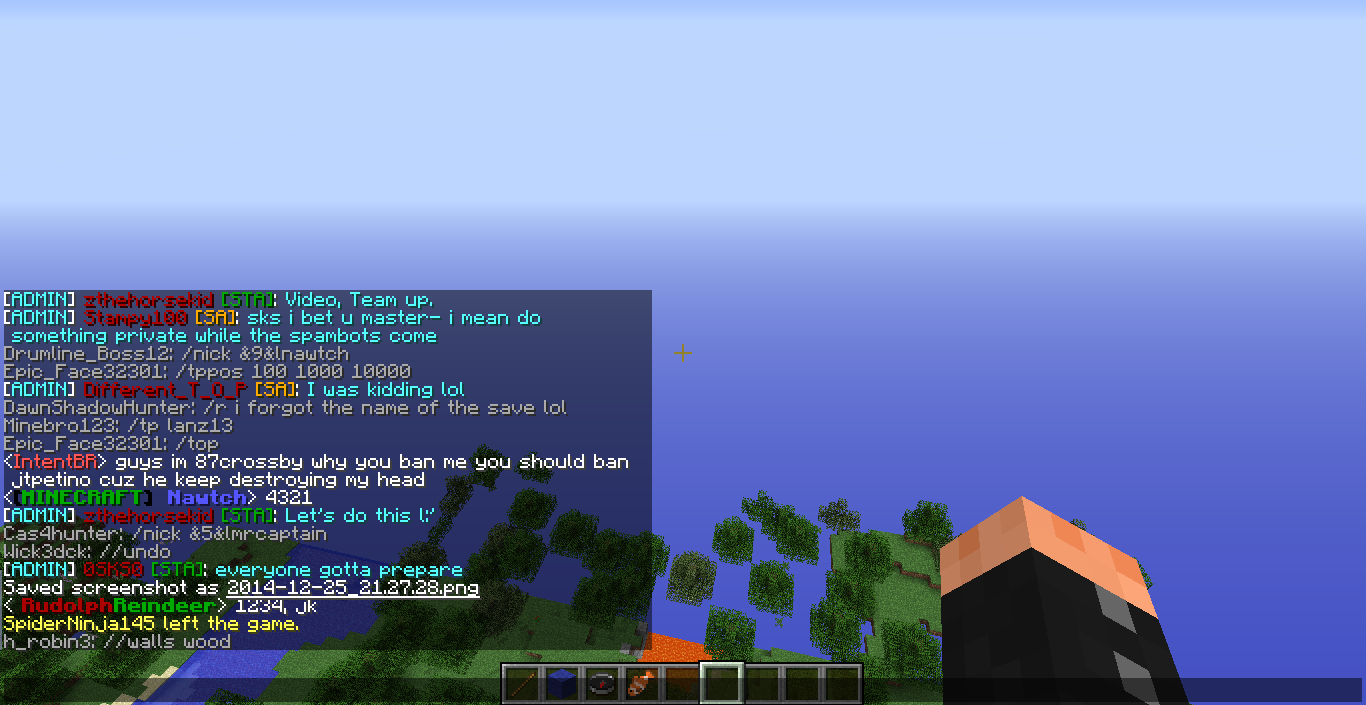 [ADMIN] zthehorsekid [STA]: Video, Team up.
[ADMIN] Stampy100 [SA]: sks i bet u master- i mean do
something private while the spambots come
Drumline_Boss12: /nick &9&lnawtch
Epic_Face32301: /tppos 100 1000 10000
[ADMIN] Different_T_O_P [SA]: I was kidding lol
DawnShadowHunter: /r i forgot the name of the save lol
Minebro123: /tp lanz13
Epic_Face32301: /top
<IntentBR> guys im 87crossby why you ban me you should ban
jtpetino cuz he keep destroying my head
<[MINECRAFT] Nawtch> 4321
[ADMIN] zthehorsekid [STA]: Let's do this l:'
Cas4hunter: /nick &5&lmrcaptain
Wick3dck: //undo
[ADMIN] 0SKS0 [STA]: everyone gotta prepare
Saved screenshot as 2014-12-25_21.27.28.png
< RudolphReindeer> 1234, jk
SpiderNinja145 left the game.
h_robin3: //walls wood